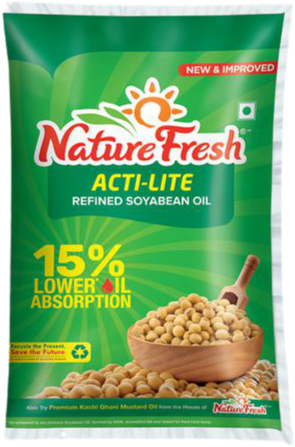 NEW & IMPROVED
Nature Fresh®
ACTI-LITE
REFINED SOYABEAN OIL
15%
LOWER* OIL
ABSORPTION
Recycle the Present,
Save the Future
Also Try Premium Kachi Ghani Mustard Oil from the House of Nature Fresh